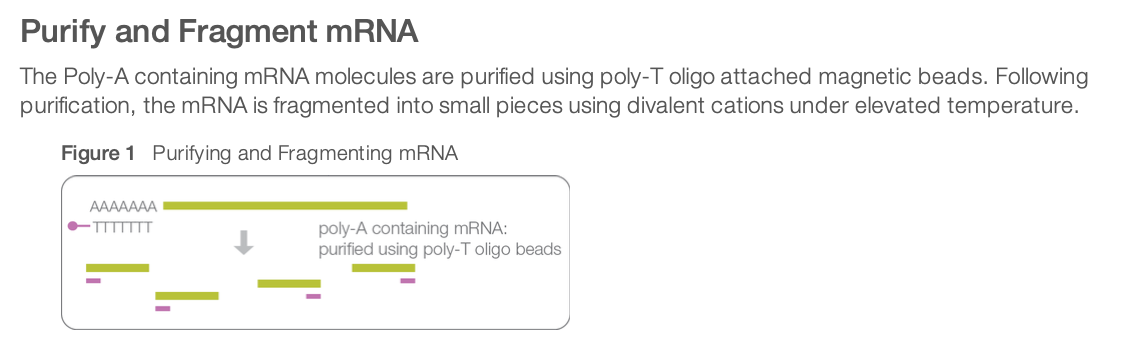 Purify and Fragment mRNA
The Poly-A containing mRNA molecules are purified using poly-T oligo attached magnetic beads. Following
purification, the mRNA is fragmented into small pieces using divalent cations under elevated temperature.
Figure 1 Purifying and Fragmenting mRNA
AAAAAAA
TTTTTTT
poly-A containing mRNA:
purified using poly-T oligo beads